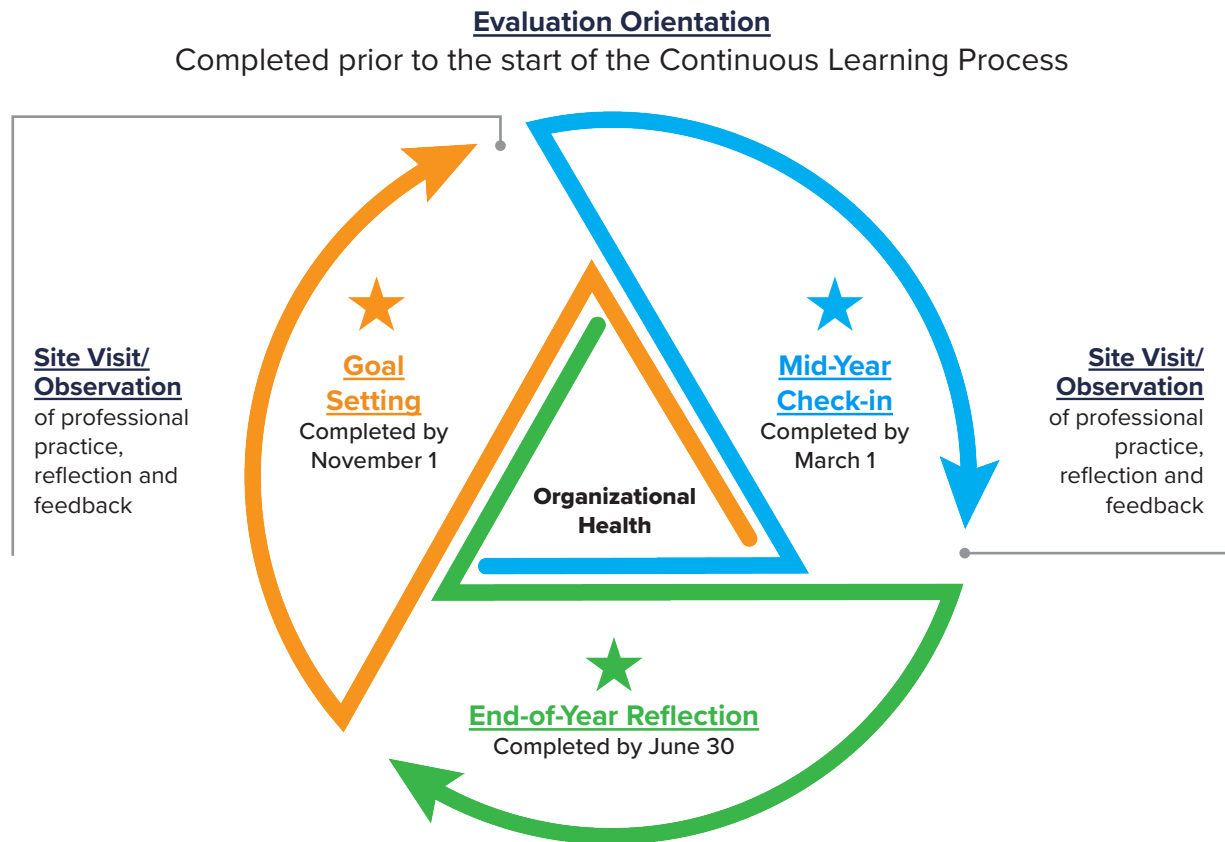 Evaluation Orientation
Completed prior to the start of the Continuous Learning Process
Site Visit/
Observation
of professional
practice,
reflection and
feedback
Goal
Setting
Completed by
November 1
Organizational
Health
Mid-Year
Check-in
Completed by
March 1
Site Visit/
Observation
of professional
practice,
reflection and
feedback
End-of-Year Reflection
Completed by June 30